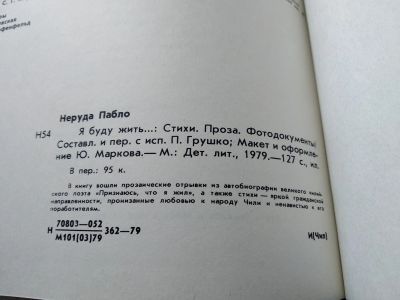 Неруда Пабло
Н54
Я буду жить...: Стихи. Проза. Фотодокументы/
Составл. и пер. с исп. П. Грушко; Макет и оформле-
ние Ю. Маркова.— М.: Дет. лит., 1979.—127 с., ил.
В пер.: 95 к.
В книгу вошли прозаические отрывки из автобиографии великого чилий-
ского поэта «Признаюсь, что я жил», а также стихи — яркой гражданской
направленности, пронизанные любовью к народу Чили и ненавистью к его
поработителям.
Н 70803—052 362—79
М101(03)79
И(Чил)